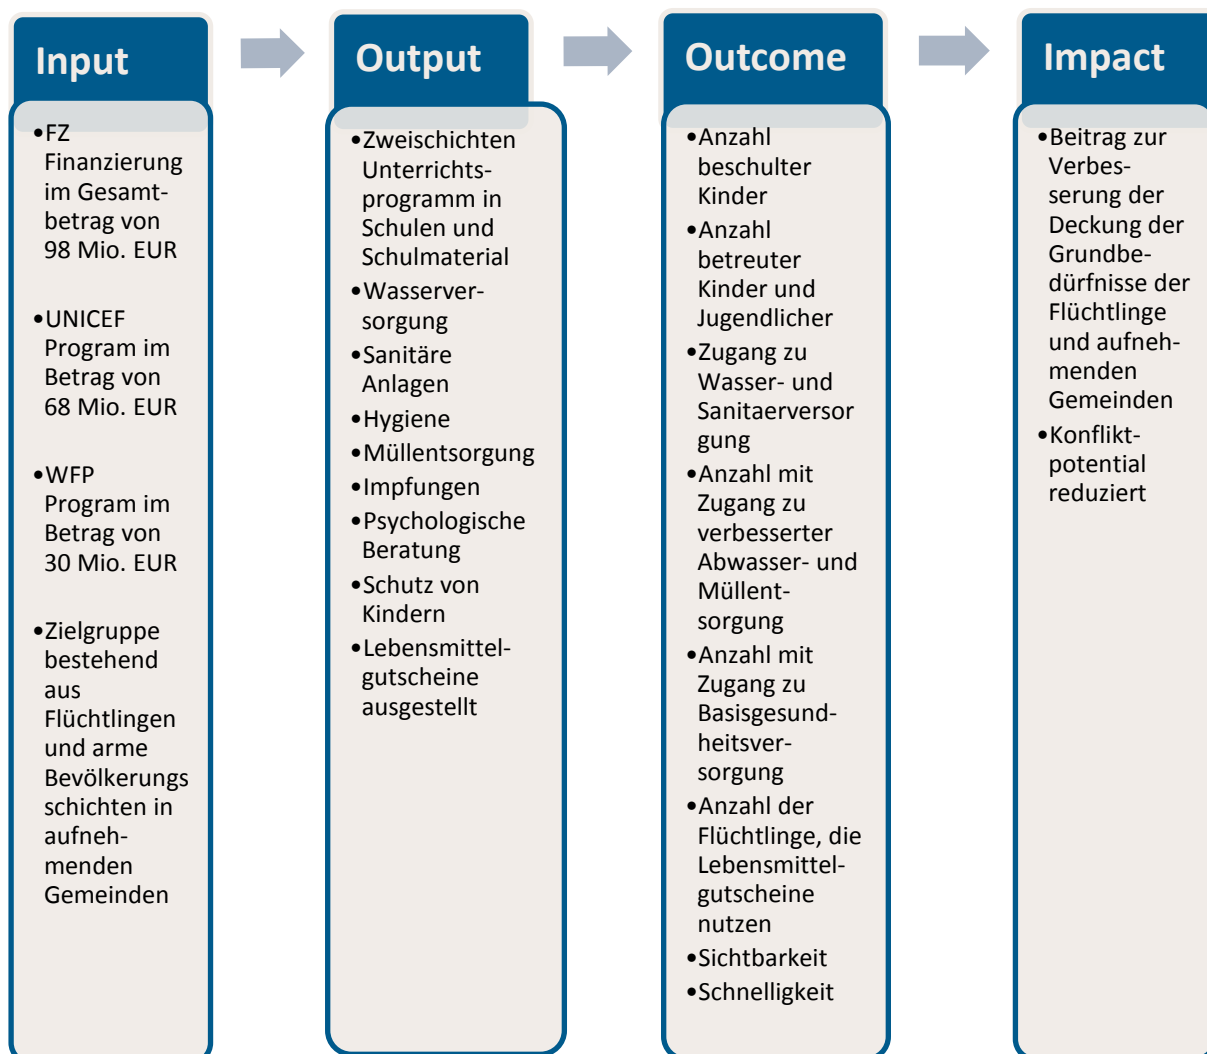 Input
•FZ
Finanzierung
im Gesamt-
betrag von
98 Mio. EUR
•UNICEF
Program im
Betrag von
68 Mio. EUR
•WFP
Program im
Betrag von
30 Mio. EUR
•Zielgruppe
bestehend
aus
Flüchtlingen
und arme
Bevölkerungs
schichten in
aufneh-
menden
Gemeinden
Output
•Zweischichten
Unterrichts-
programm in
Schulen und
Schulmaterial
•Wasserver-
sorgung
•Sanitäre
Anlagen
•Hygiene
•Müllentsorgung
•Impfungen
•Psychologische
Beratung
•Schutz von
Kindern
•Lebensmittel-
gutscheine
ausgestellt
Outcome
•Anzahl
beschulter
Kinder
•Anzahl
betreuter
Kinder und
Jugendlicher
•Zugang zu
Wasser- und
Sanitaerversor
gung
•Anzahl mit
Zugang zu
verbesserter
Abwasser- und
Müllent-
sorgung
•Anzahl mit
Zugang zu
Basisgesund-
heitsver-
sorgung
•Anzahl der
Flüchtlinge, die
Lebensmittel-
gutscheine
nutzen
•Sichtbarkeit
•Schnelligkeit
Impact
•Beitrag zur
Verbes-
serung der
Deckung der
Grundbe-
dürfnisse der
Flüchtlinge
und aufneh-
menden
Gemeinden
•Konflikt-
potential
reduziert